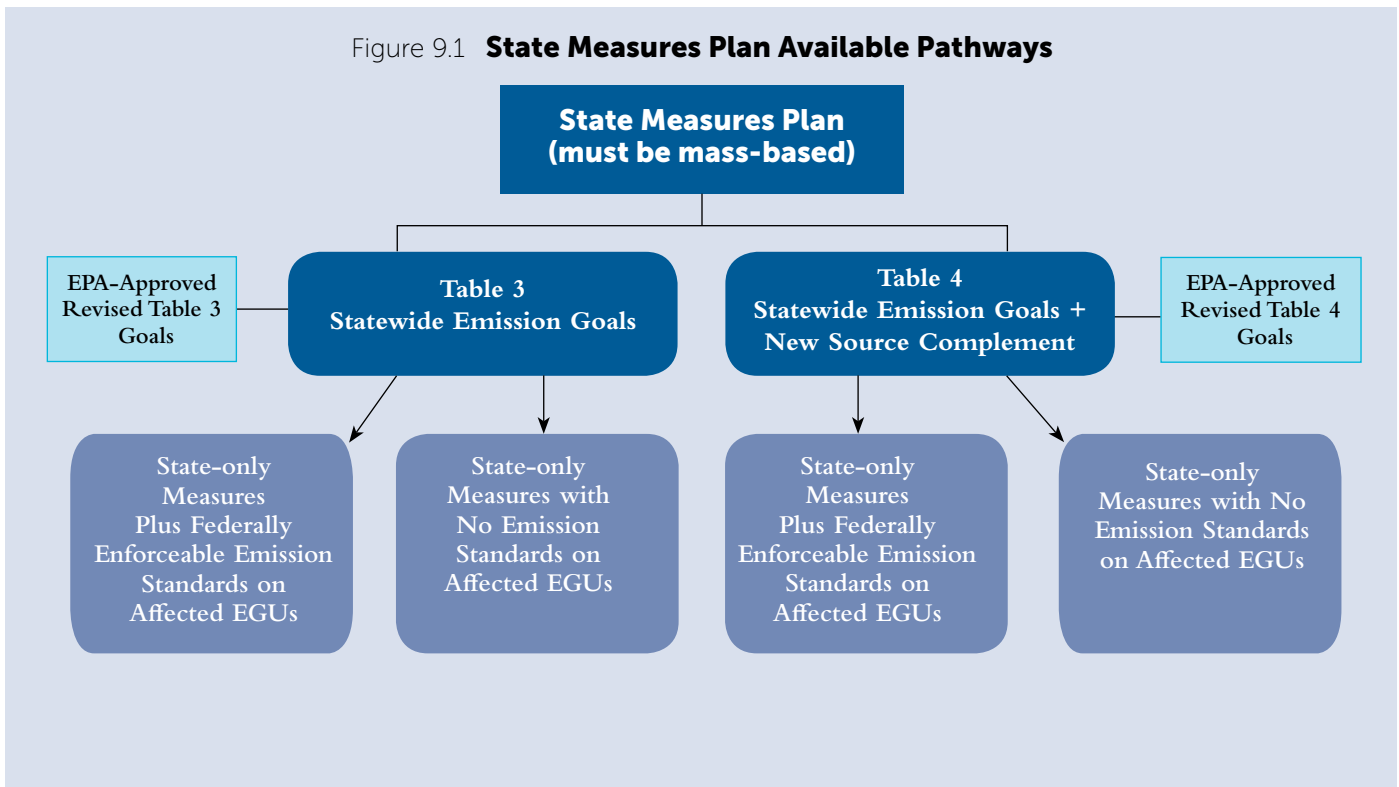 Figure 9.1 State Measures Plan Available Pathways
State Measures Plan
(must be mass-based)
EPA-Approved
Revised Table 3
Goals
Table 3
Statewide Emission Goals
Table 4
Statewide Emission Goals +
New Source Complement
EPA-Approved
Revised Table 4
Goals
State-only
Measures
Plus Federally
Enforceable Emission
Standards on
Affected EGUs
State-only
Measures with
No Emission
Standards on
Affected EGUs
State-only
Measures
Plus Federally
Enforceable Emission
Standards on
Affected EGUs
State-only
Measures with No
Emission Standards
on Affected EGUs